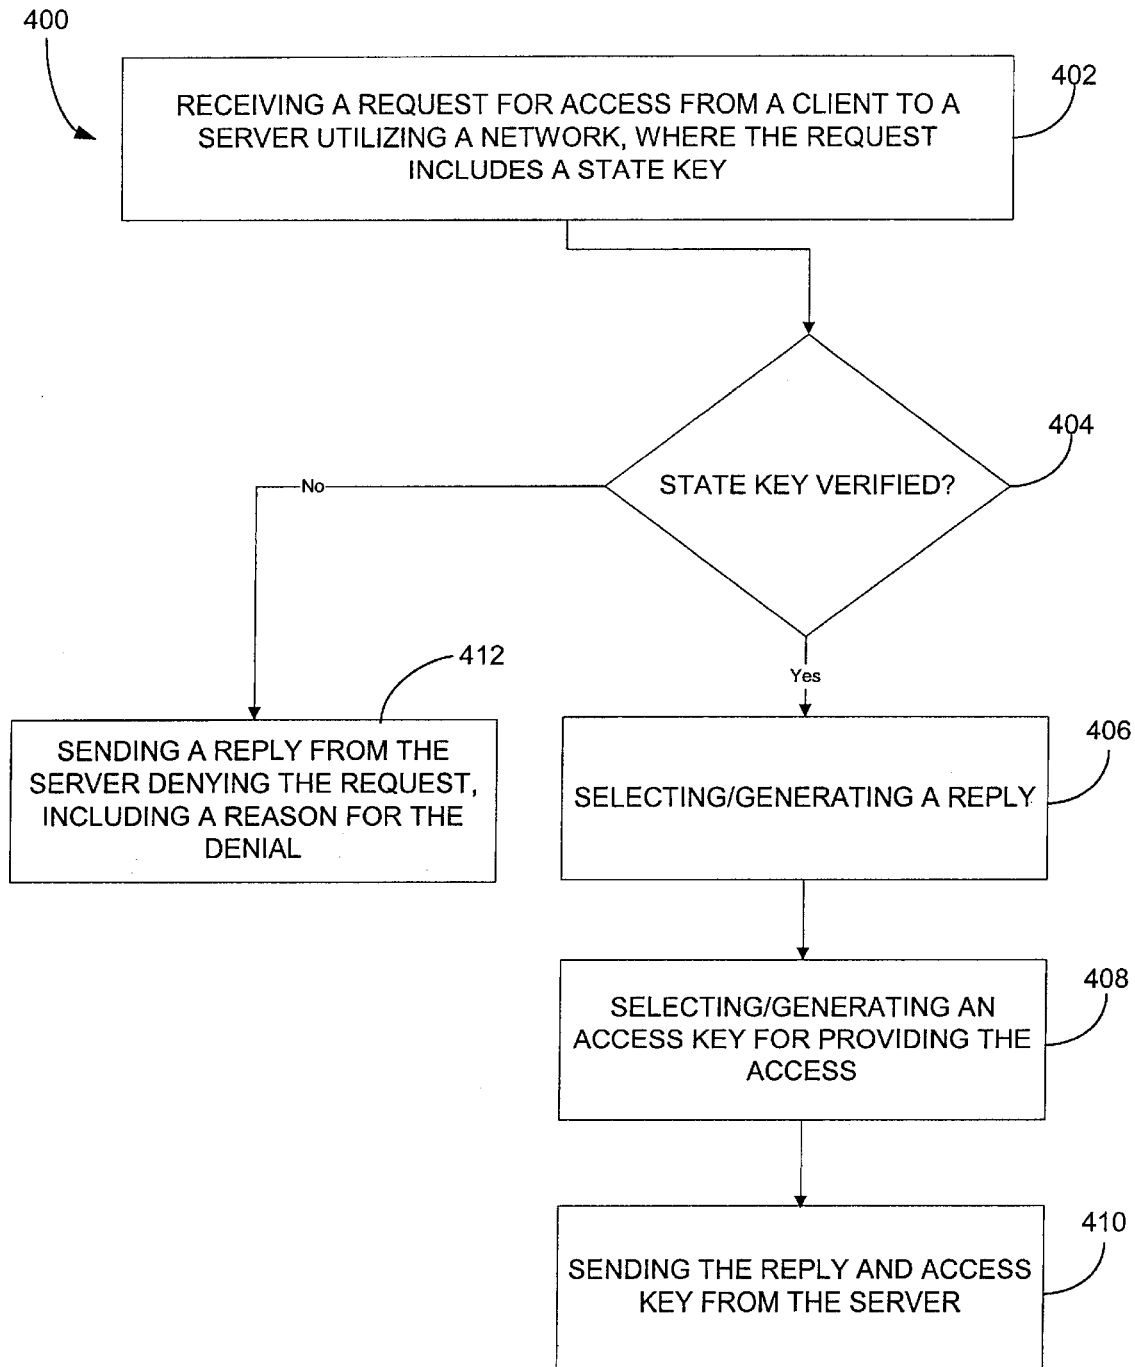 400
402
RECEIVING A REQUEST FOR ACCESS FROM A CLIENT TO A
SERVER UTILIZING A NETWORK, WHERE THE REQUEST
INCLUDES A STATE KEY
404
STATE KEY VERIFIED?
No
Yes
412
SENDING A REPLY FROM THE
SERVER DENYING THE REQUEST,
INCLUDING A REASON FOR THE
DENIAL
406
SELECTING/GENERATING A REPLY
408
SELECTING/GENERATING AN
ACCESS KEY FOR PROVIDING THE
ACCESS
410
SENDING THE REPLY AND ACCESS
KEY FROM THE SERVER